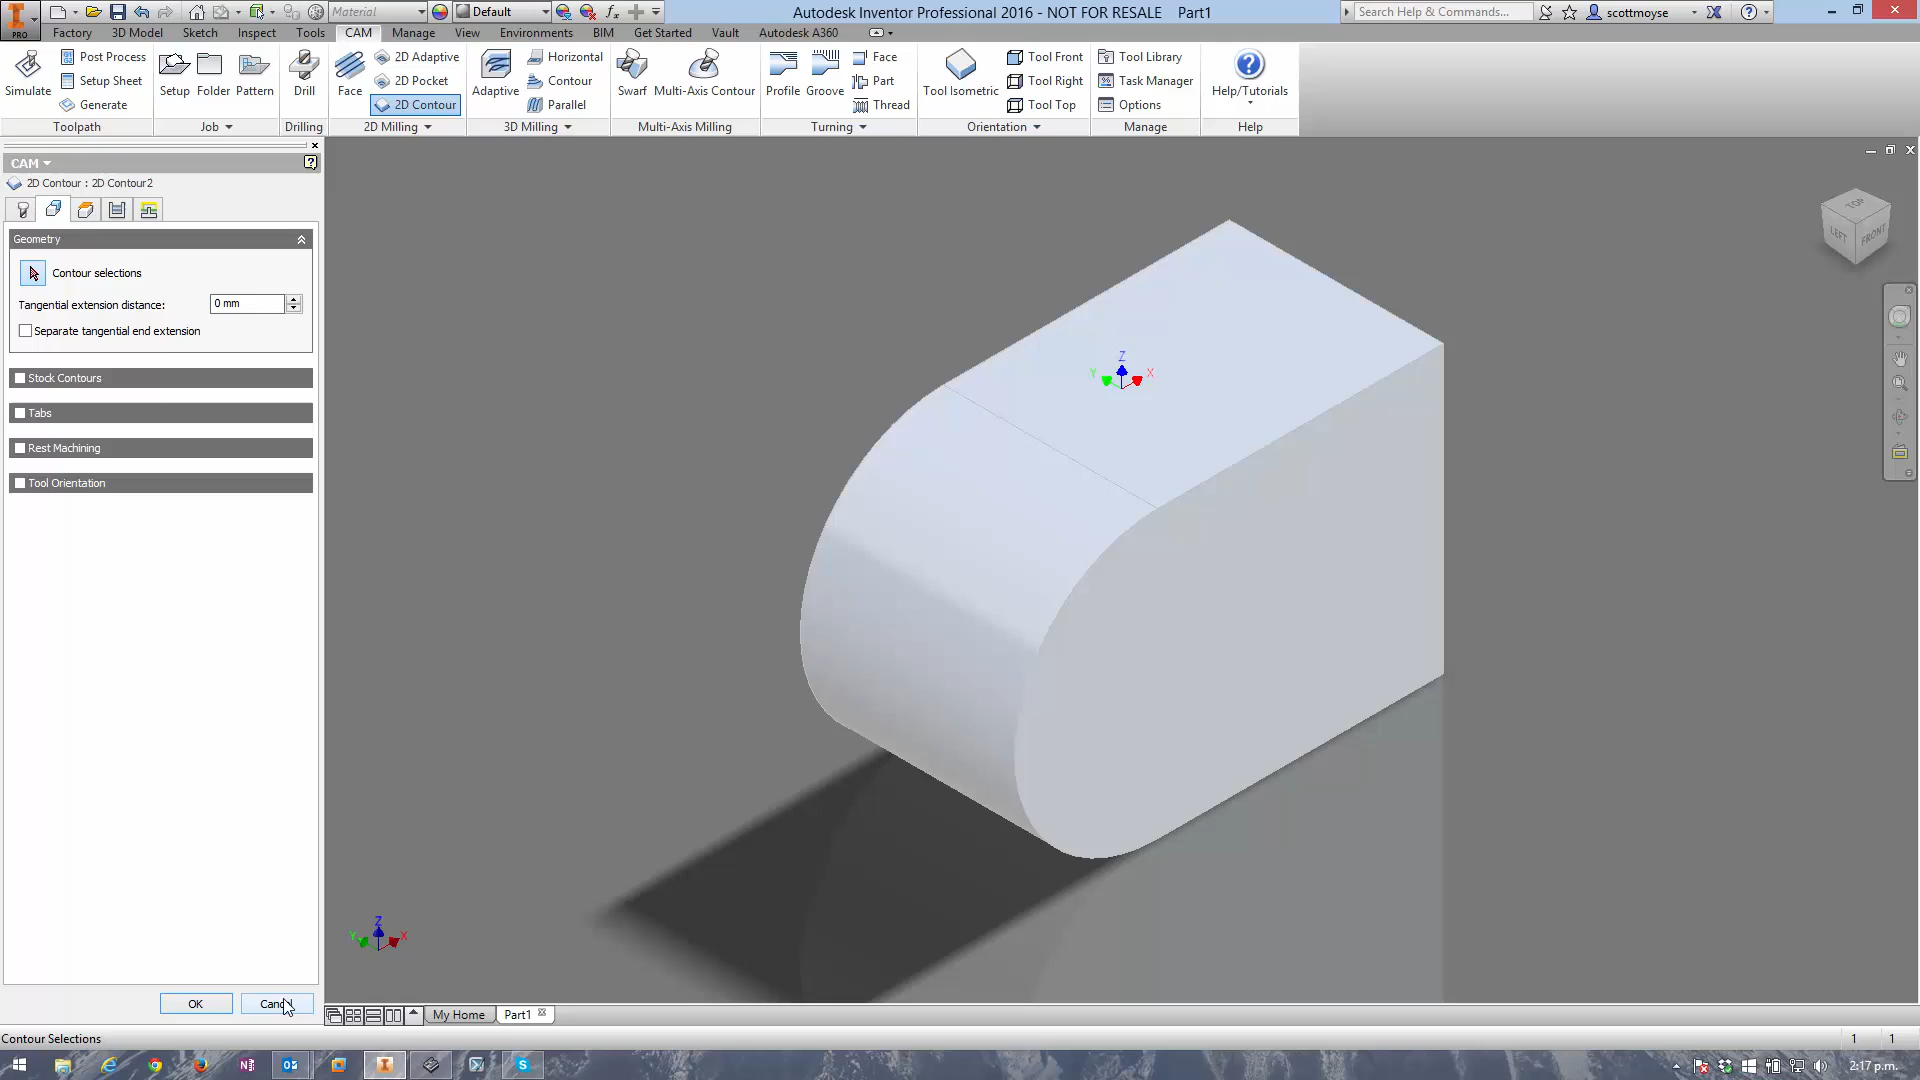 PRO
Material
Default
Autodesk Inventor Professional 2016 - NOT FOR RESALE Part1
Search Help & Commands...
scottmoyse
Factory 3D Model Sketch Inspect Tools CAM Manage View Environments BIM Get Started Vault Autodesk A360
Simulate
Post Process
Setup Sheet
Generate
Toolpath
Setup Folder Pattern
Job
Drill
Drilling
Face
2D Adaptive
2D Pocket
2D Contour
2D Milling
Adaptive
Horizontal
Contour
Parallel
3D Milling
Swarf Multi-Axis Contour
Multi-Axis Milling
Profile Groove
Face
Part
Thread
Turning
Tool Isometric
Tool Front
Tool Right
Tool Top
Orientation
Tool Library
Task Manager
Options
Manage
Help/Tutorials
Help
CAM
2D Contour : 2D Contour2
Geometry
Contour selections
Tangential extension distance: 0 mm
Separate tangential end extension
Stock Contours
Tabs
Rest Machining
Tool Orientation
TOP
LEFT FRONT
Z
Y X
Z
Y X
OK
My Home Part1
Contour Selections 1 1
2:17 p.m.